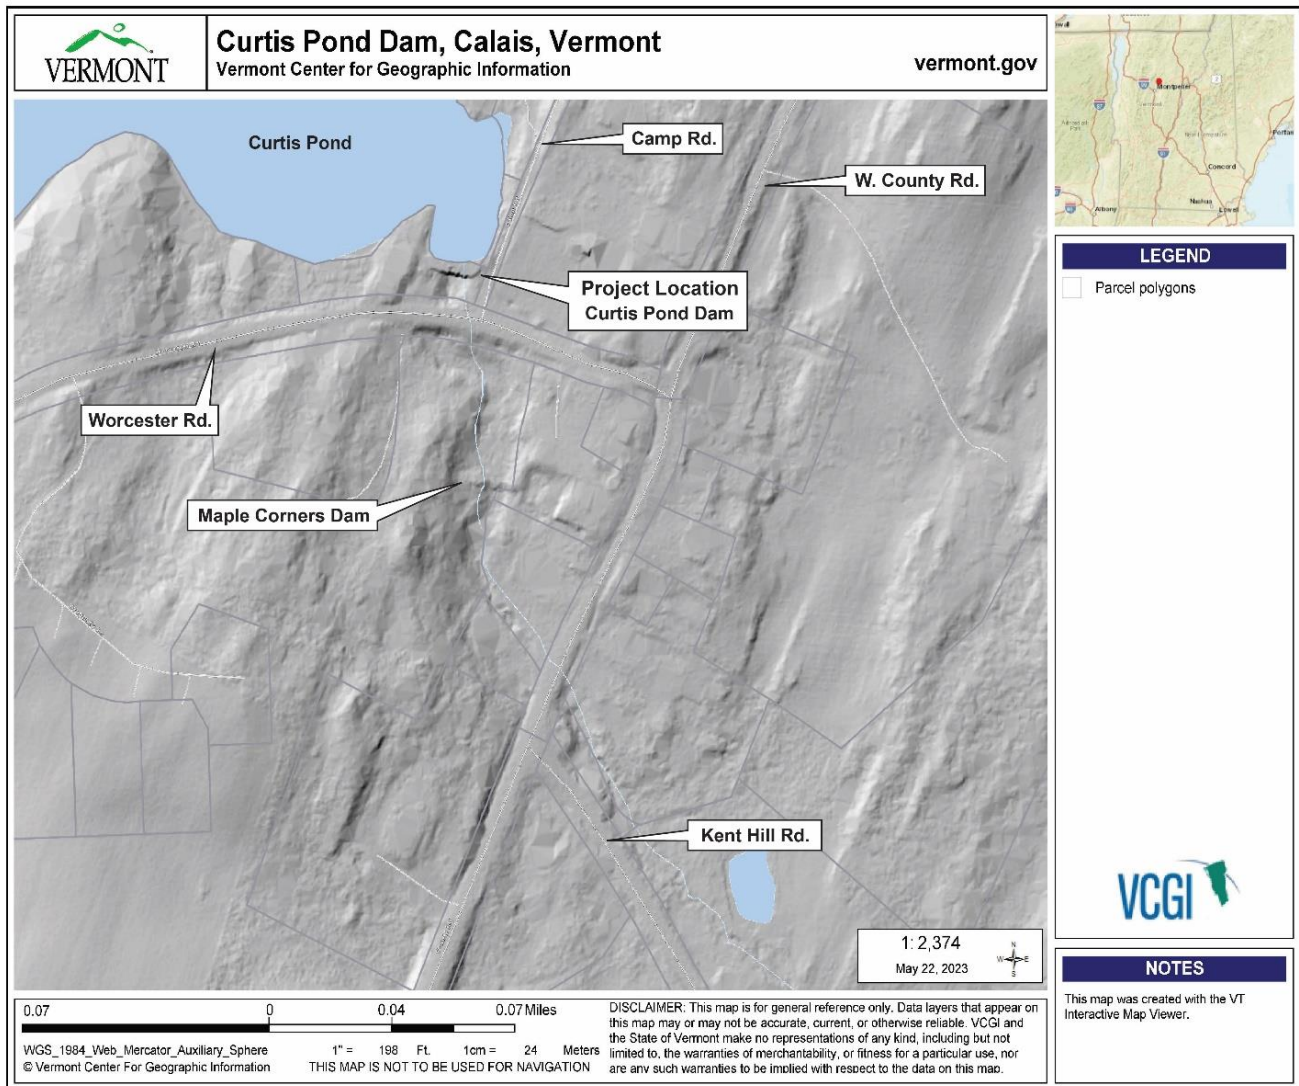 VERMONT
Curtis Pond Dam, Calais, Vermont
Vermont Center for Geographic Information
vermont.gov
Montpelier
Vermont
Concord
Nashua
Albany
Lowell
Curtis Pond
Camp Rd.
W. County Rd.
Project Location
Curtis Pond Dam
Worcester Rd.
Maple Corners Dam
Kent Hill Rd.
LEGEND
Parcel polygons
VCGI
1: 2,374
May 22, 2023
N
W E
S
NOTES
This map was created with the VT
Interactive Map Viewer.
0.07 0 0.04 0.07 Miles
WGS_1984_Web_Mercator_Auxiliary_Sphere
1" = 198 Ft. 1cm = 24 Meters
© Vermont Center For Geographic Information
THIS MAP IS NOT TO BE USED FOR NAVIGATION
DISCLAIMER: This map is for general reference only. Data layers that appear on
this map may or may not be accurate, current, or otherwise reliable. VCGI and
the State of Vermont make no representations of any kind, including but not
limited to, the warranties of merchantability, or fitness for a particular use, nor
are any such warranties to be implied with respect to the data on this map.